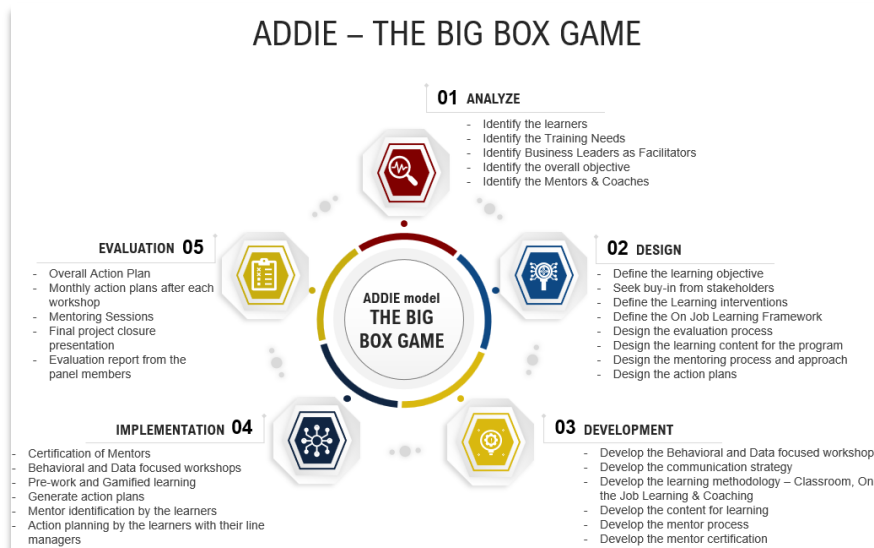 ADDIE – THE BIG BOX GAME
01 ANALYZE
- Identify the learners
- Identify the Training Needs
- Identify Business Leaders as Facilitators
- Identify the overall objective
- Identify the Mentors & Coaches
02 DESIGN
- Define the learning objective
- Seek buy-in from stakeholders
- Define the Learning interventions
- Define the On Job Learning Framework
- Design the evaluation process
- Design the learning content for the program
- Design the mentoring process and approach
- Design the action plans
03 DEVELOPMENT
- Develop the Behavioral and Data focused workshop
- Develop the communication strategy
- Develop the learning methodology – Classroom, On
the Job Learning & Coaching
- Develop the content for learning
- Develop the mentor process
- Develop the mentor certification
IMPLEMENTATION 04
- Certification of Mentors
- Behavioral and Data focused workshops
- Pre-work and Gamified learning
- Generate action plans
- Mentor identification by the learners
- Action planning by the learners with their line
managers
EVALUATION 05
- Overall Action Plan
- Monthly action plans after each
workshop
- Mentoring Sessions
- Final project closure
presentation
- Evaluation report from the
panel members
ADDIE model
THE BIG
BOX GAME